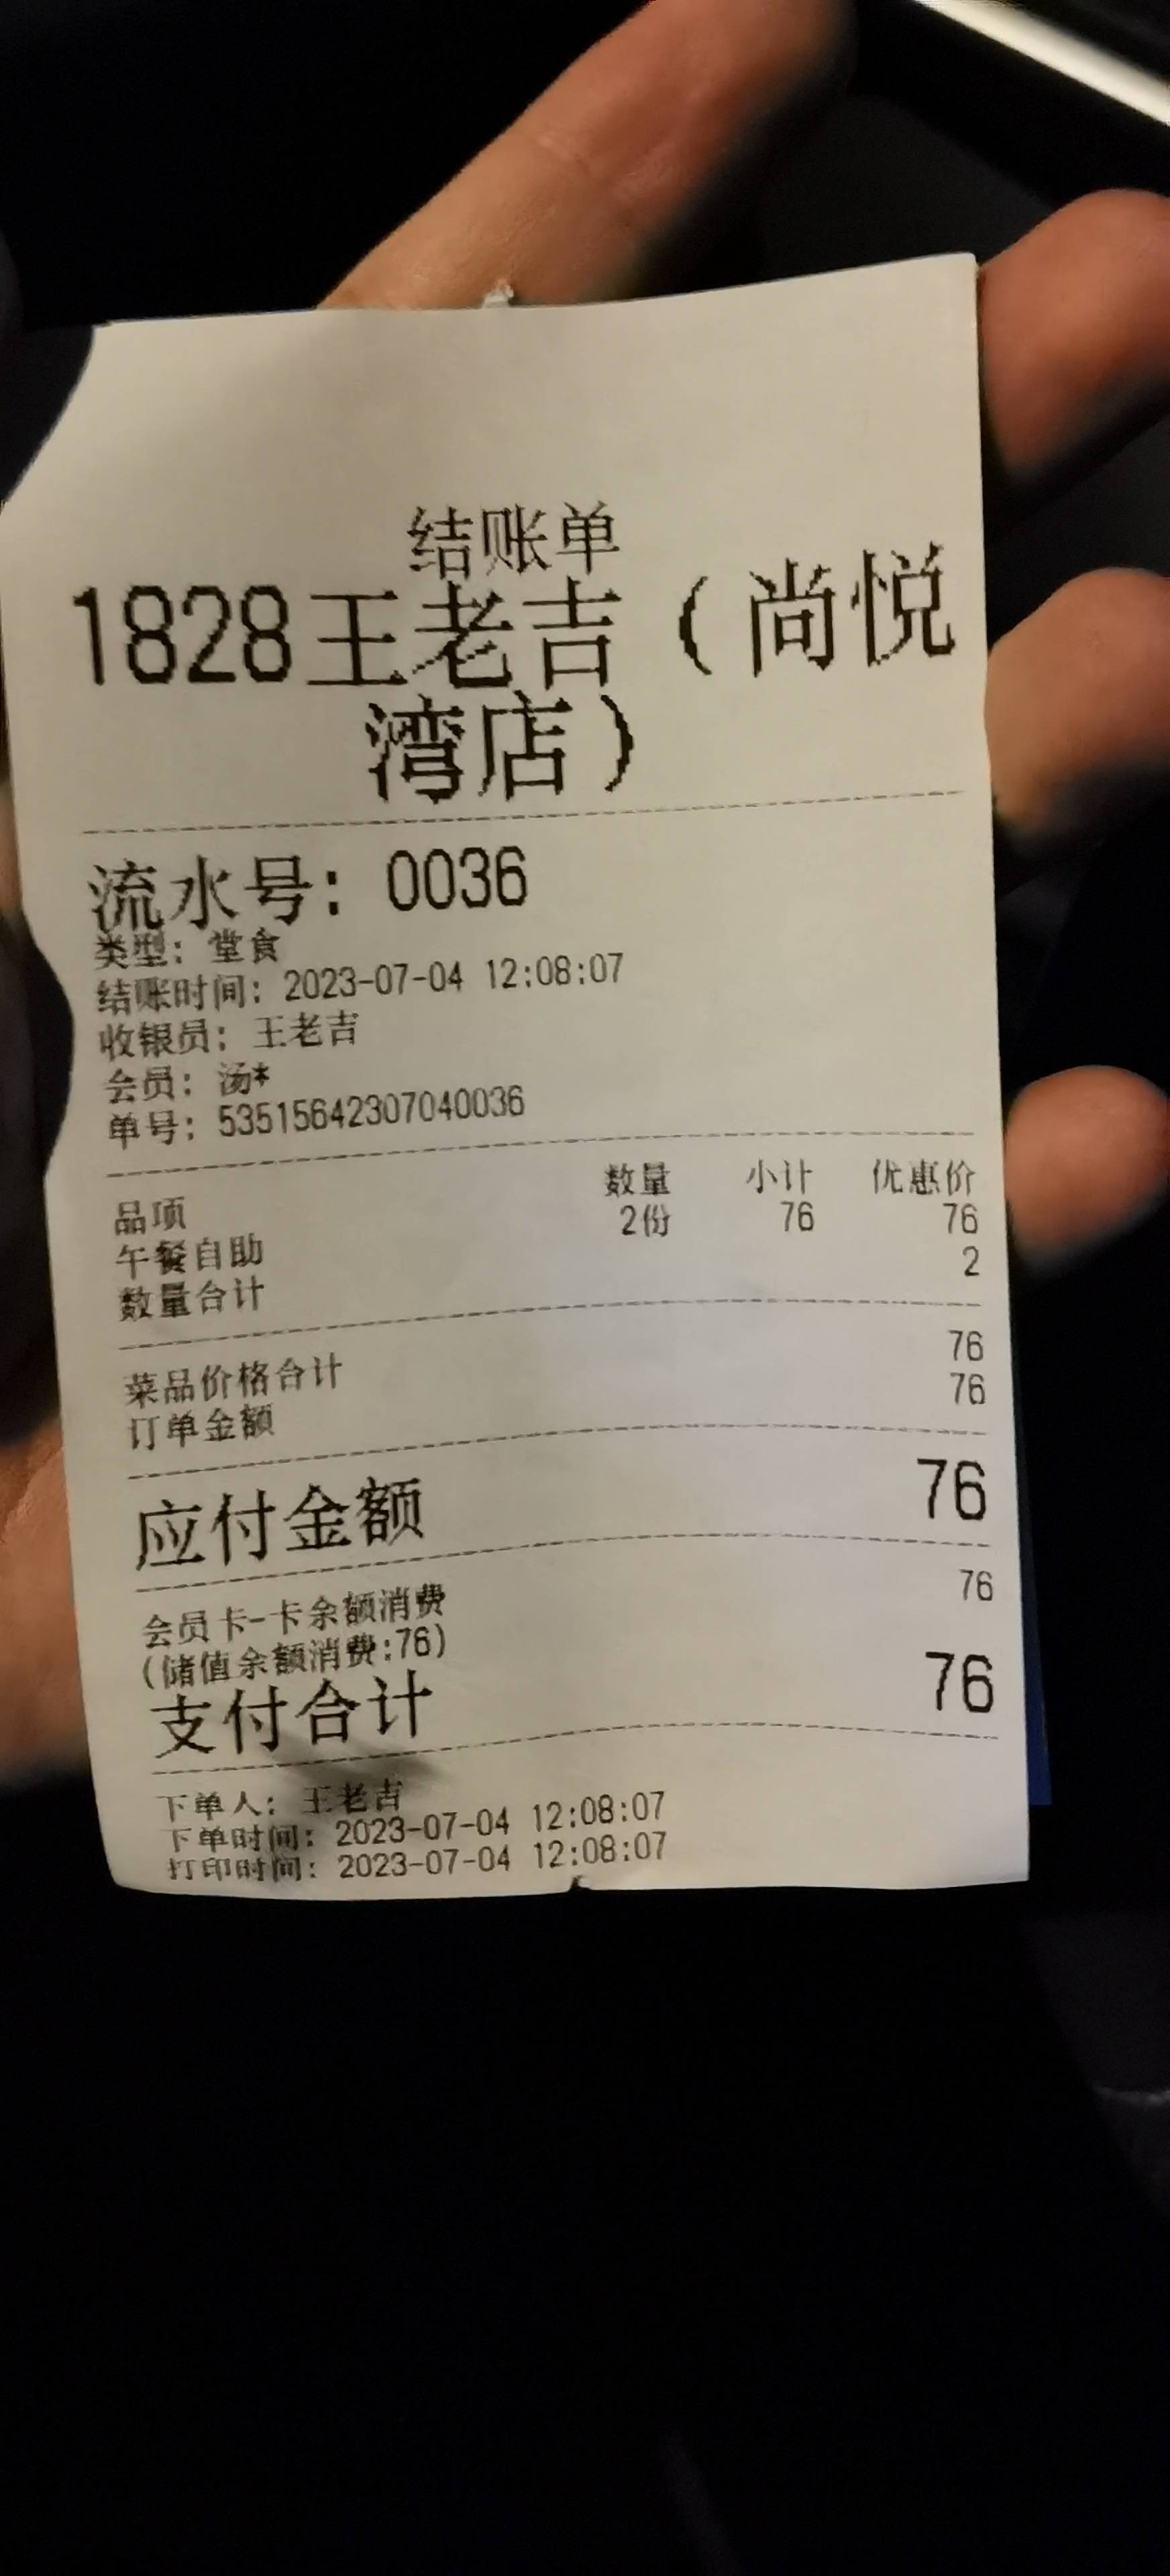 结账单
1828王老吉（尚悦
湾店）
流水号：0036
类型：堂食
结账时间：2023-07-04 12:08:07
收银员：王老吉
会员：汤*
单号：53515642307040036
品项 数量 小计 优惠价
午餐自助 2份 76 76
数量合计 2
菜品价格合计 76
订单金额 76
应付金额 76
会员卡-卡余额消费 76
(储值余额消费:76)
支付合计 76
下单人：王老吉
下单时间：2023-07-04 12:08:07
打印时间：2023-07-04 12:08:07